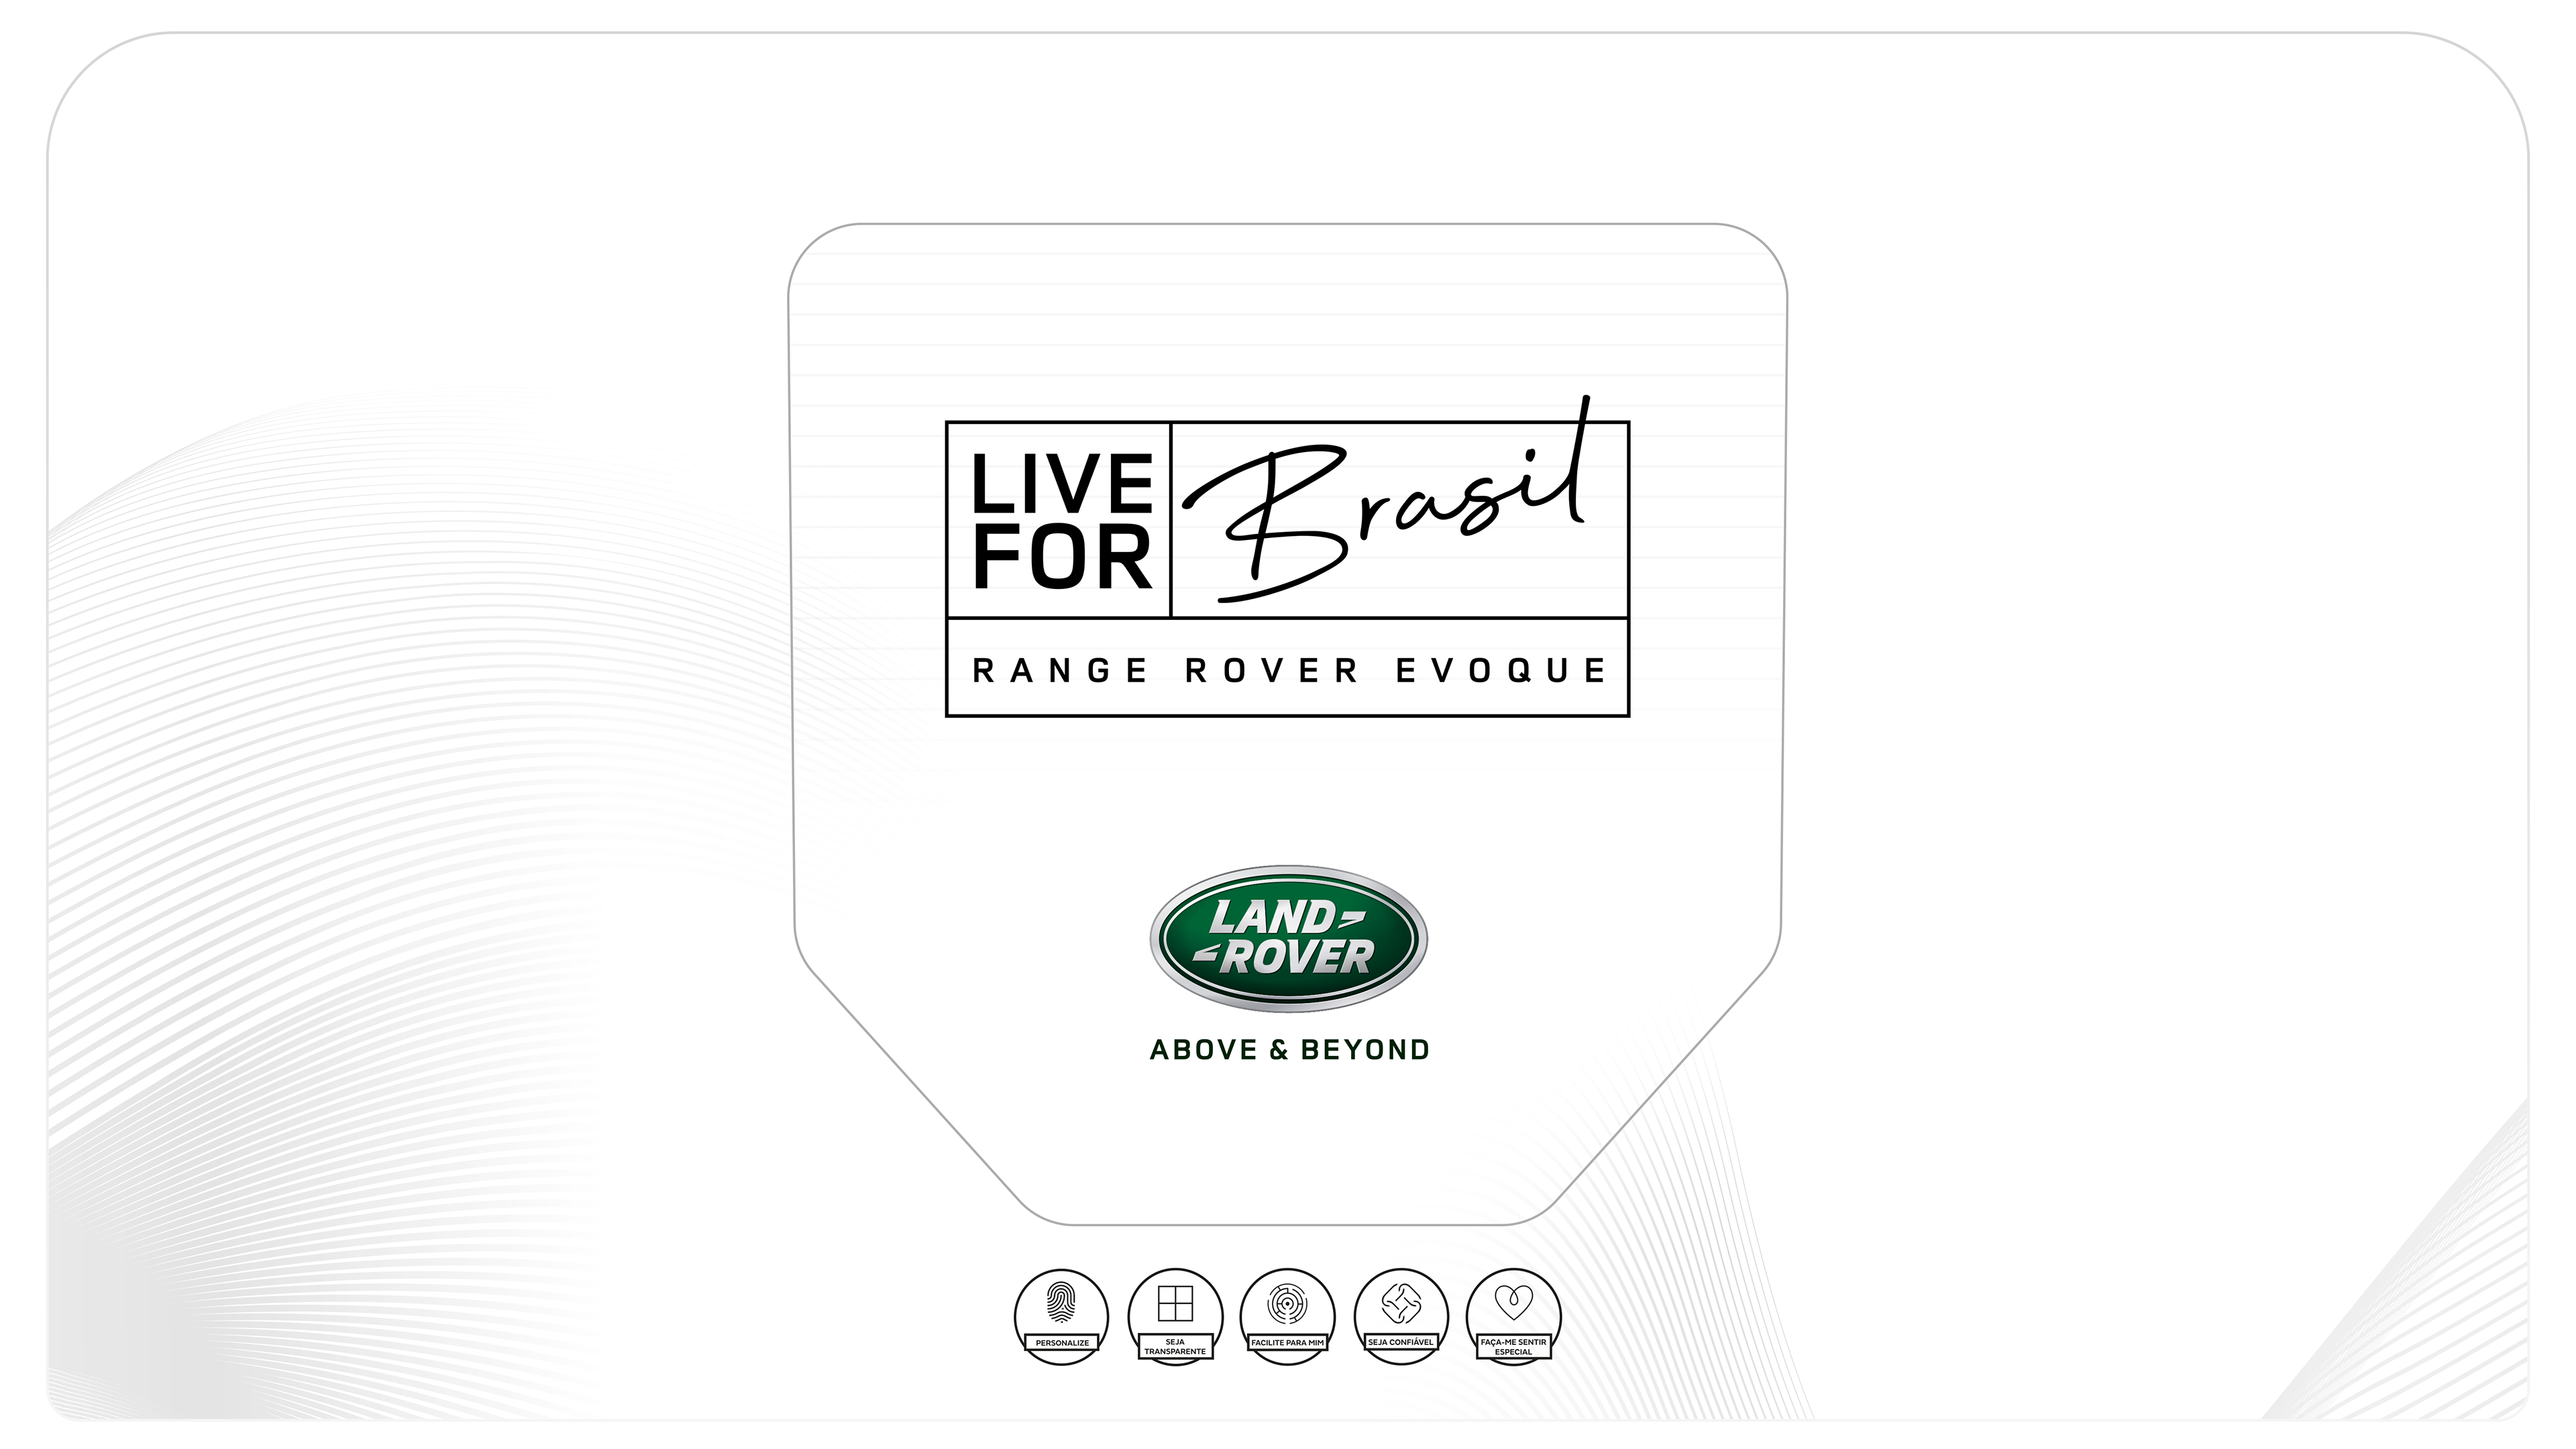 LIVE
FOR
Brasil
RANGE ROVER EVOQUE
LAND
ROVER
ABOVE & BEYOND
PERSONALIZE
SEJA
TRANSPARENTE
FACILITE PARA MIM
SEJA CONFIÁVEL
FAÇA-ME SENTIR
ESPECIAL